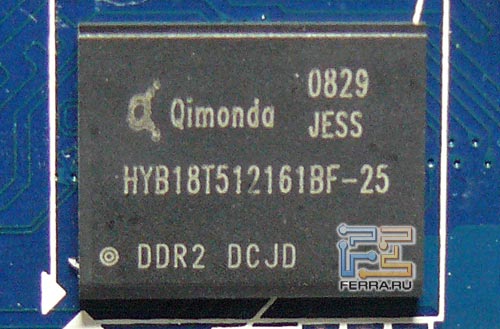 Qimonda 0829
JESS
HYB18T512161BF-25
DDR2 DCJD
FERRA.RU